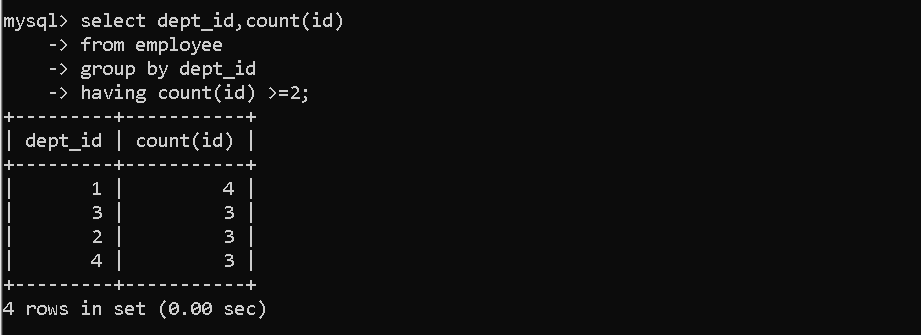 mysql> select dept_id,count(id)
    -> from employee
    -> group by dept_id
    -> having count(id) >=2;
+---------+-----------+
| dept_id | count(id) |
+---------+-----------+
|       1 |         4 |
|       3 |         3 |
|       2 |         3 |
|       4 |         3 |
+---------+-----------+
4 rows in set (0.00 sec)